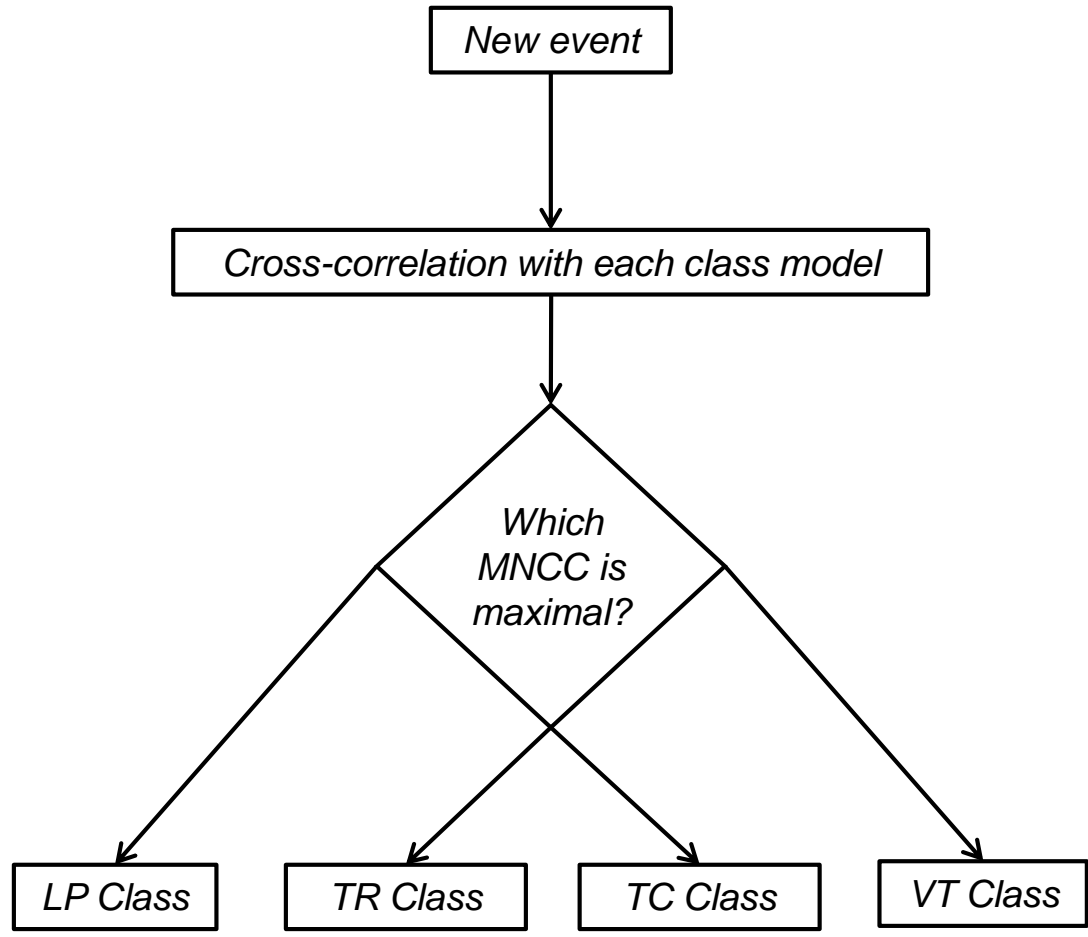 New event
Cross-correlation with each class model
Which
MNCC is
maximal?
LP Class
TR Class
TC Class
VT Class